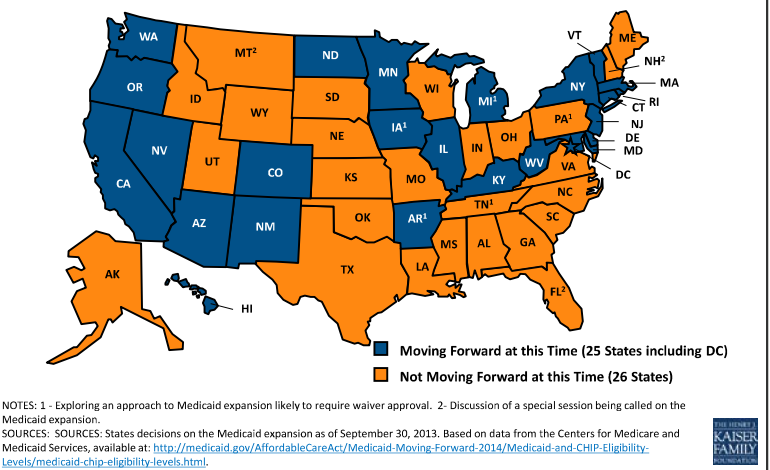 WA
VT
ME
MT²
ND
NH²
MN
OR
MA
WI
NY
ID
SD
RI
MI¹
CT
WY
IA¹
PA¹
NJ
NE
OH
DE
NV
IL
IN
MD
UT
WV
VA
CO
DC
KS
KY
CA
MO
NC
TN¹
OK
AZ
NM
AR¹
SC
MS
AL
GA
AK
TX
LA
FL²
HI
Moving Forward at this Time (25 States including DC)
Not Moving Forward at this Time (26 States)
NOTES: 1 - Exploring an approach to Medicaid expansion likely to require waiver approval. 2- Discussion of a special session being called on the
Medicaid expansion.
SOURCES: SOURCES: States decisions on the Medicaid expansion as of September 30, 2013. Based on data from the Centers for Medicare and
Medicaid Services, available at: http://medicaid.gov/AffordableCareAct/Medicaid-Moving-Forward-2014/Medicaid-and-CHIP-Eligibility-
Levels/medicaid-chip-eligibility-levels.html.
THE HENRY J.
KAISER
FAMILY
FOUNDATION